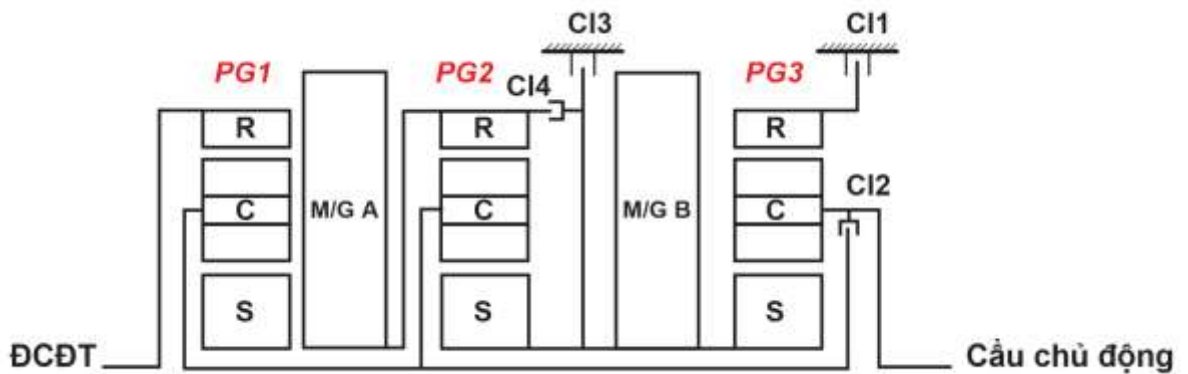 Cl3 Cl1
PG1 PG2 PG3
Cl4
R R R
Cl2
C M/G A C M/G B C
S S S
ĐCĐT Cầu chủ động